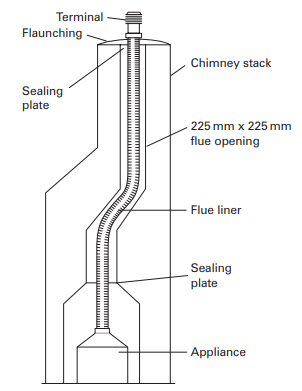 Terminal
Flaunching
Chimney stack
Sealing
plate
225 mm x 225 mm
flue opening
Flue liner
Sealing
plate
Appliance